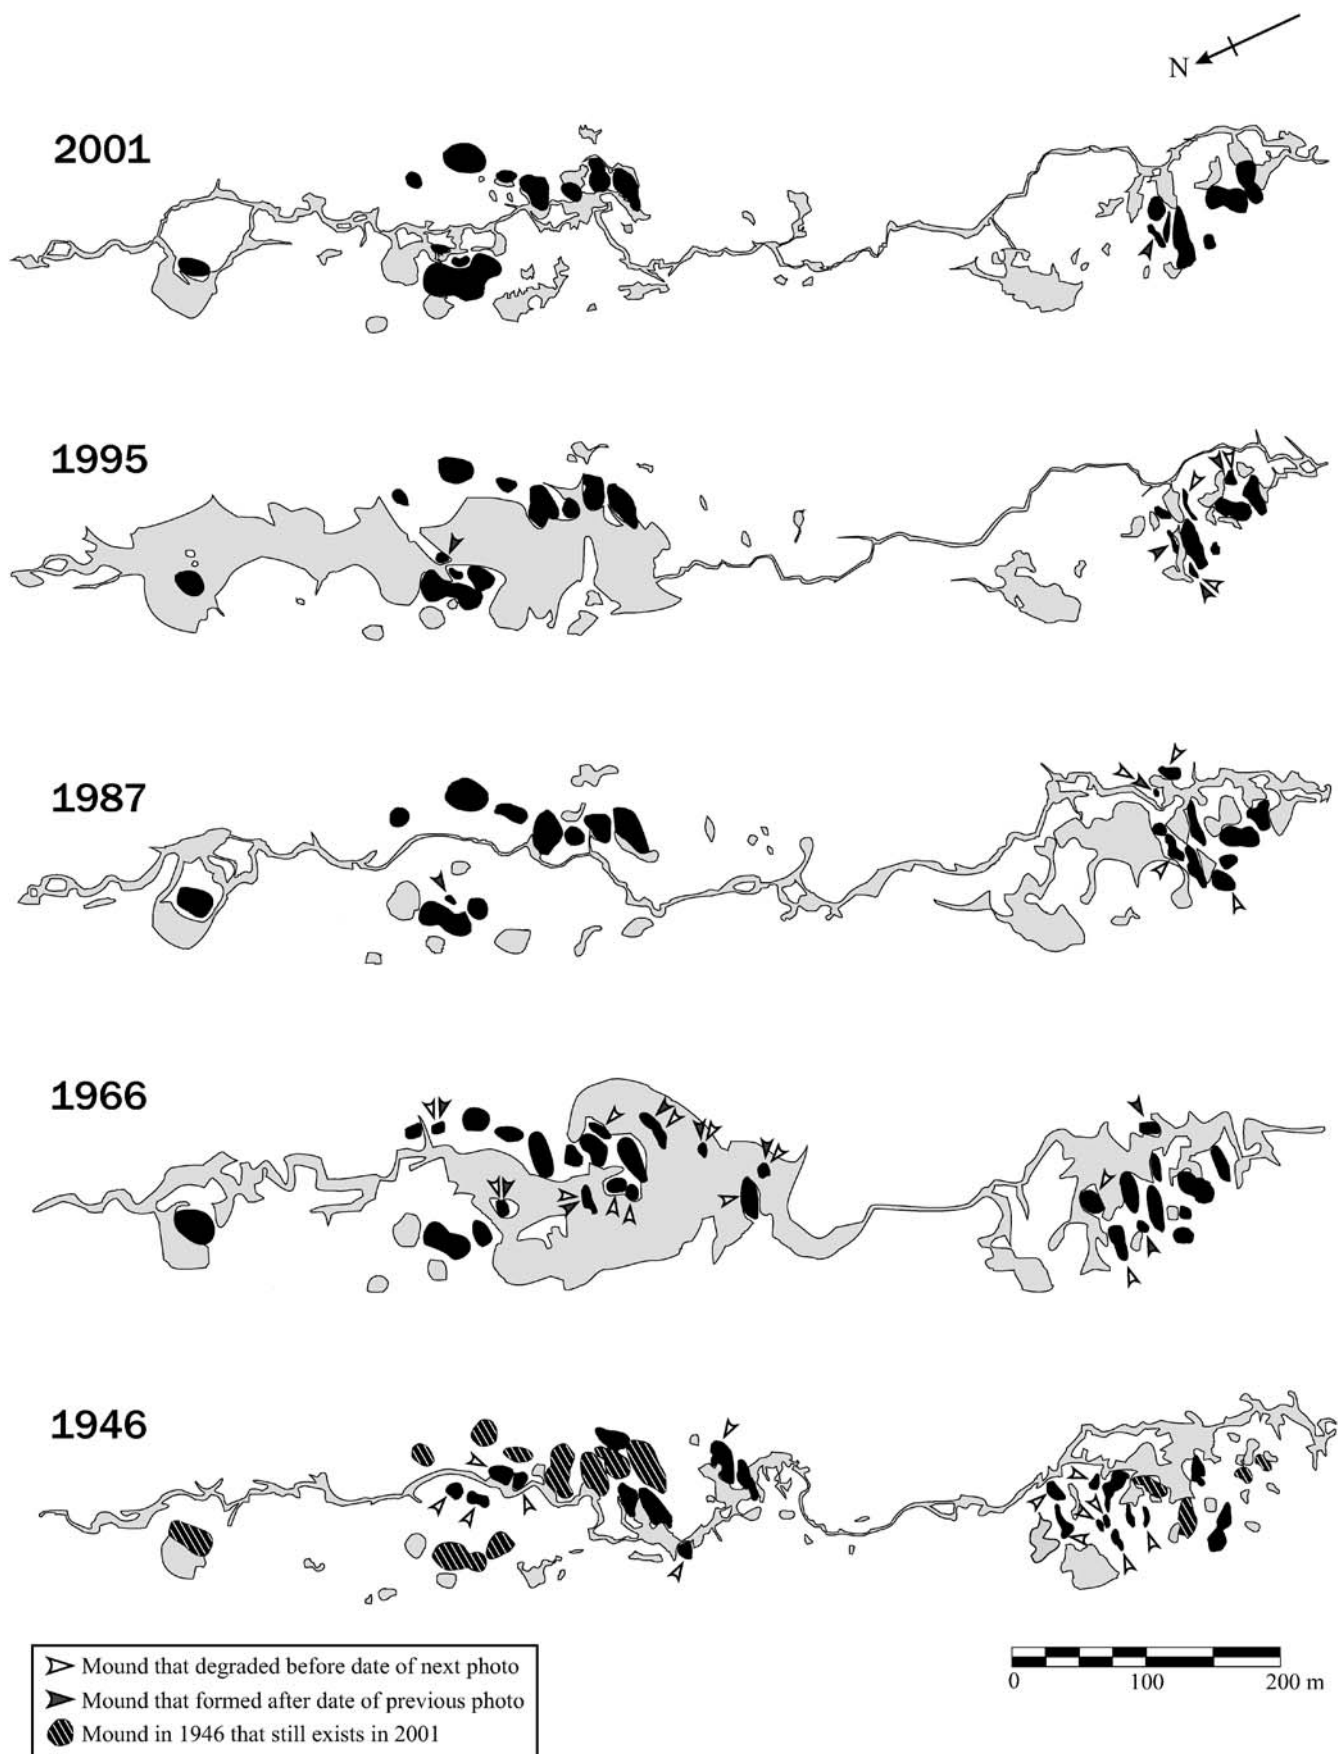 N
2001
1995
1987
1966
1946
Mound that degraded before date of next photo
Mound that formed after date of previous photo
Mound in 1946 that still exists in 2001
0 100 200 m